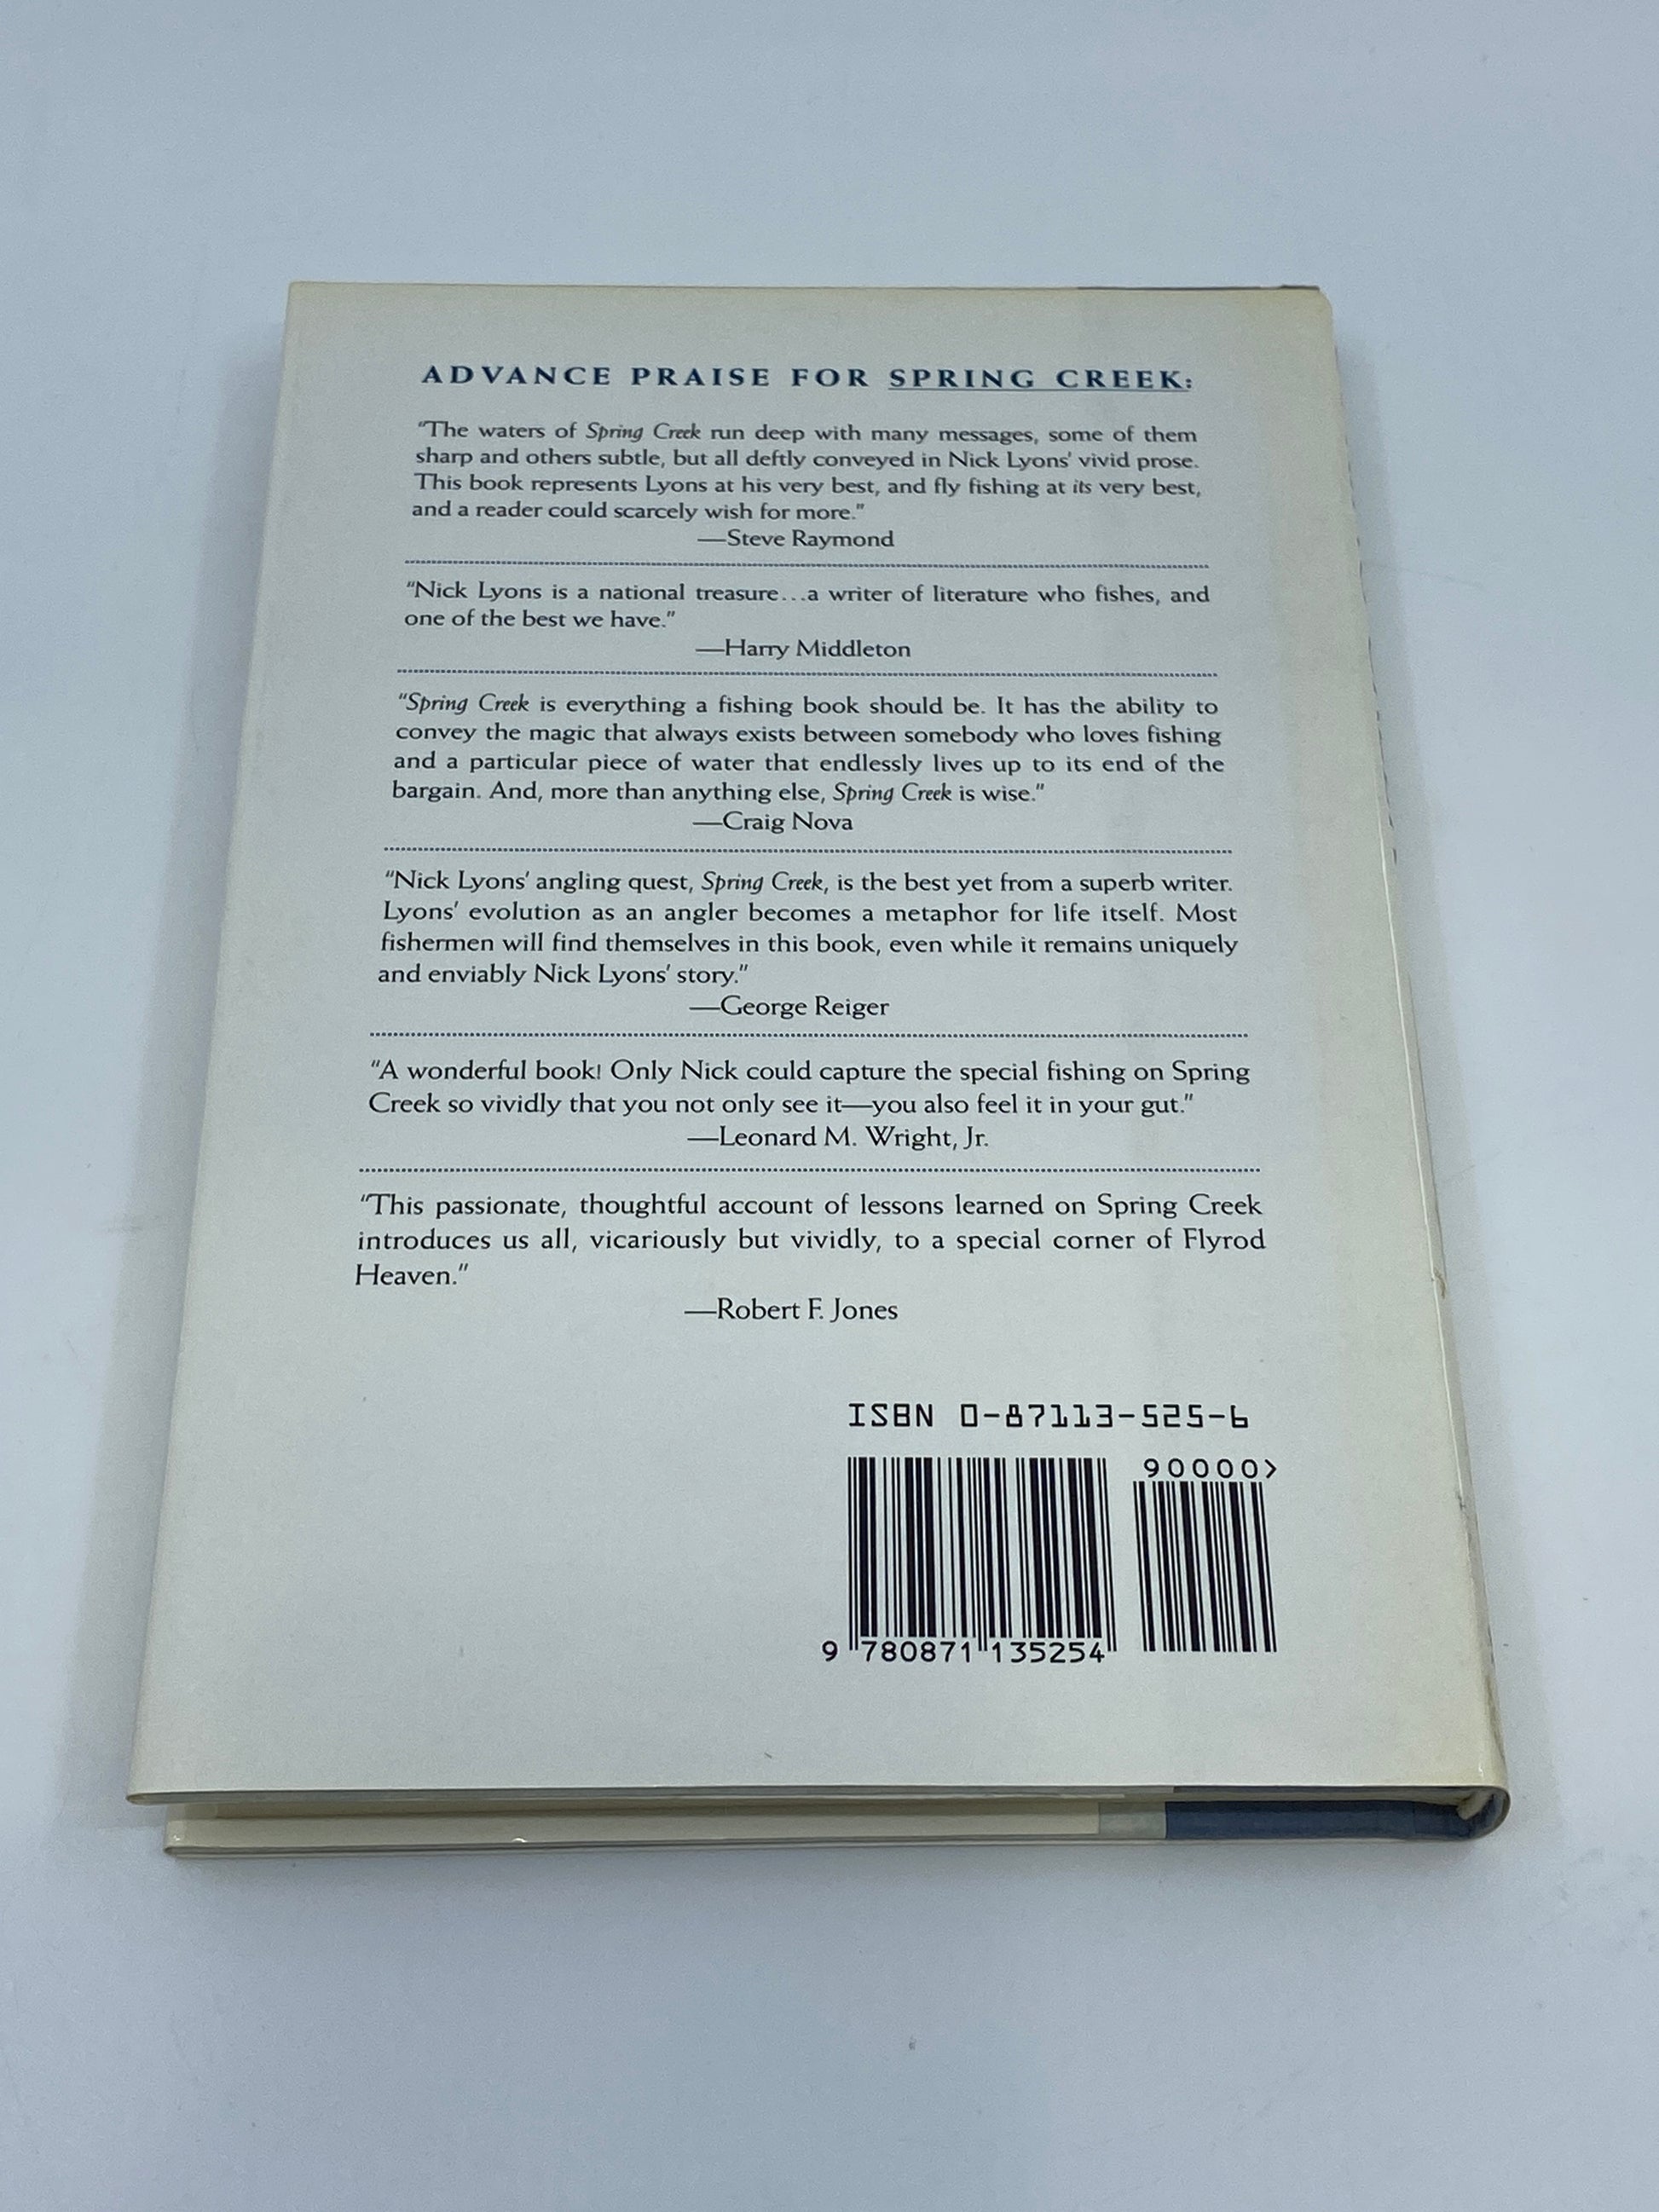 ADVANCE PRAISE FOR SPRING CREEK:
"The waters of Spring Creek run deep with many messages, some of them
sharp and others subtle, but all deftly conveyed in Nick Lyons' vivid prose.
This book represents Lyons at his very best, and fly fishing at its very best,
and a reader could scarcely wish for more."
—Steve Raymond
"Nick Lyons is a national treasure...a writer of literature who fishes, and
one of the best we have."
—Harry Middleton
"Spring Creek is everything a fishing book should be. It has the ability to
convey the magic that always exists between somebody who loves fishing
and a particular piece of water that endlessly lives up to its end of the
bargain. And, more than anything else, Spring Creek is wise."
—Craig Nova
"Nick Lyons' angling quest, Spring Creek, is the best yet from a superb writer.
Lyons' evolution as an angler becomes a metaphor for life itself. Most
fishermen will find themselves in this book, even while it remains uniquely
and enviably Nick Lyons' story."
—George Reiger
"A wonderful book! Only Nick could capture the special fishing on Spring
Creek so vividly that you not only see it—you also feel it in your gut."
—Leonard M. Wright, Jr.
"This passionate, thoughtful account of lessons learned on Spring Creek
introduces us all, vicariously but vividly, to a special corner of Flyrod
Heaven."
—Robert F. Jones
ISBN 0-87113-525-6
90000>
9 780871 135254